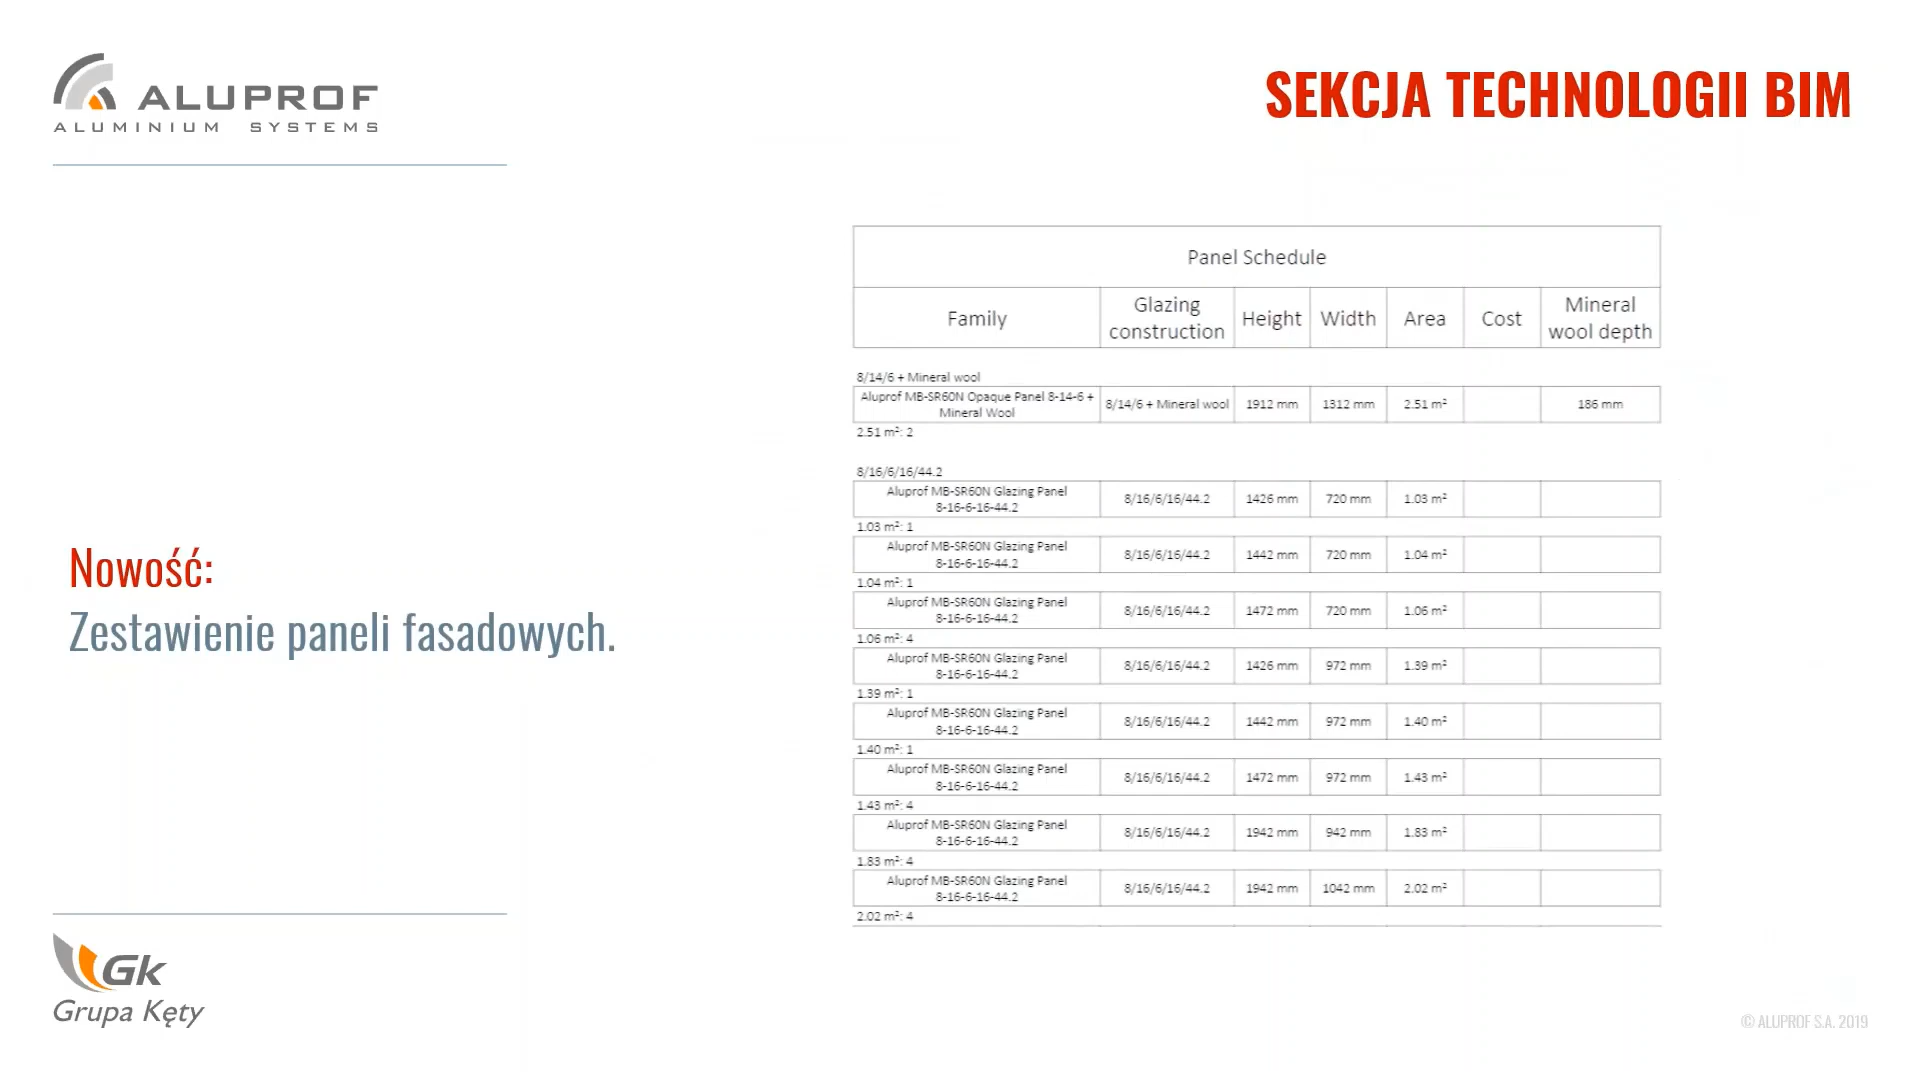 ALUPROF
ALUMINIUM SYSTEMS
SEKCJA TECHNOLOGII BIM
Nowość:
Zestawienie paneli fasadowych.
Panel Schedule
Family Glazing construction Height Width Area Cost Mineral wool depth
8/14/6 + Mineral wool
Aluprof MB-SR60N Opaque Panel 8-14-6 + Mineral Wool 8/14/6 + Mineral wool 1912 mm 1312 mm 2.51 m² 186 mm
2.51 m²: 2
8/16/6/16/44.2
Aluprof MB-SR60N Glazing Panel 8-16-6-16-44.2 8/16/6/16/44.2 1426 mm 720 mm 1.03 m²
1.03 m²: 1
Aluprof MB-SR60N Glazing Panel 8-16-6-16-44.2 8/16/6/16/44.2 1442 mm 720 mm 1.04 m²
1.04 m²: 1
Aluprof MB-SR60N Glazing Panel 8-16-6-16-44.2 8/16/6/16/44.2 1472 mm 720 mm 1.06 m²
1.06 m²: 4
Aluprof MB-SR60N Glazing Panel 8-16-6-16-44.2 8/16/6/16/44.2 1426 mm 972 mm 1.39 m²
1.39 m²: 1
Aluprof MB-SR60N Glazing Panel 8-16-6-16-44.2 8/16/6/16/44.2 1442 mm 972 mm 1.40 m²
1.40 m²: 1
Aluprof MB-SR60N Glazing Panel 8-16-6-16-44.2 8/16/6/16/44.2 1472 mm 972 mm 1.43 m²
1.43 m²: 4
Aluprof MB-SR60N Glazing Panel 8-16-6-16-44.2 8/16/6/16/44.2 1942 mm 942 mm 1.83 m²
1.83 m²: 4
Aluprof MB-SR60N Glazing Panel 8-16-6-16-44.2 8/16/6/16/44.2 1942 mm 1042 mm 2.02 m²
2.02 m²: 4
Gk
Grupa Kęty
© ALUPROF S.A. 2019